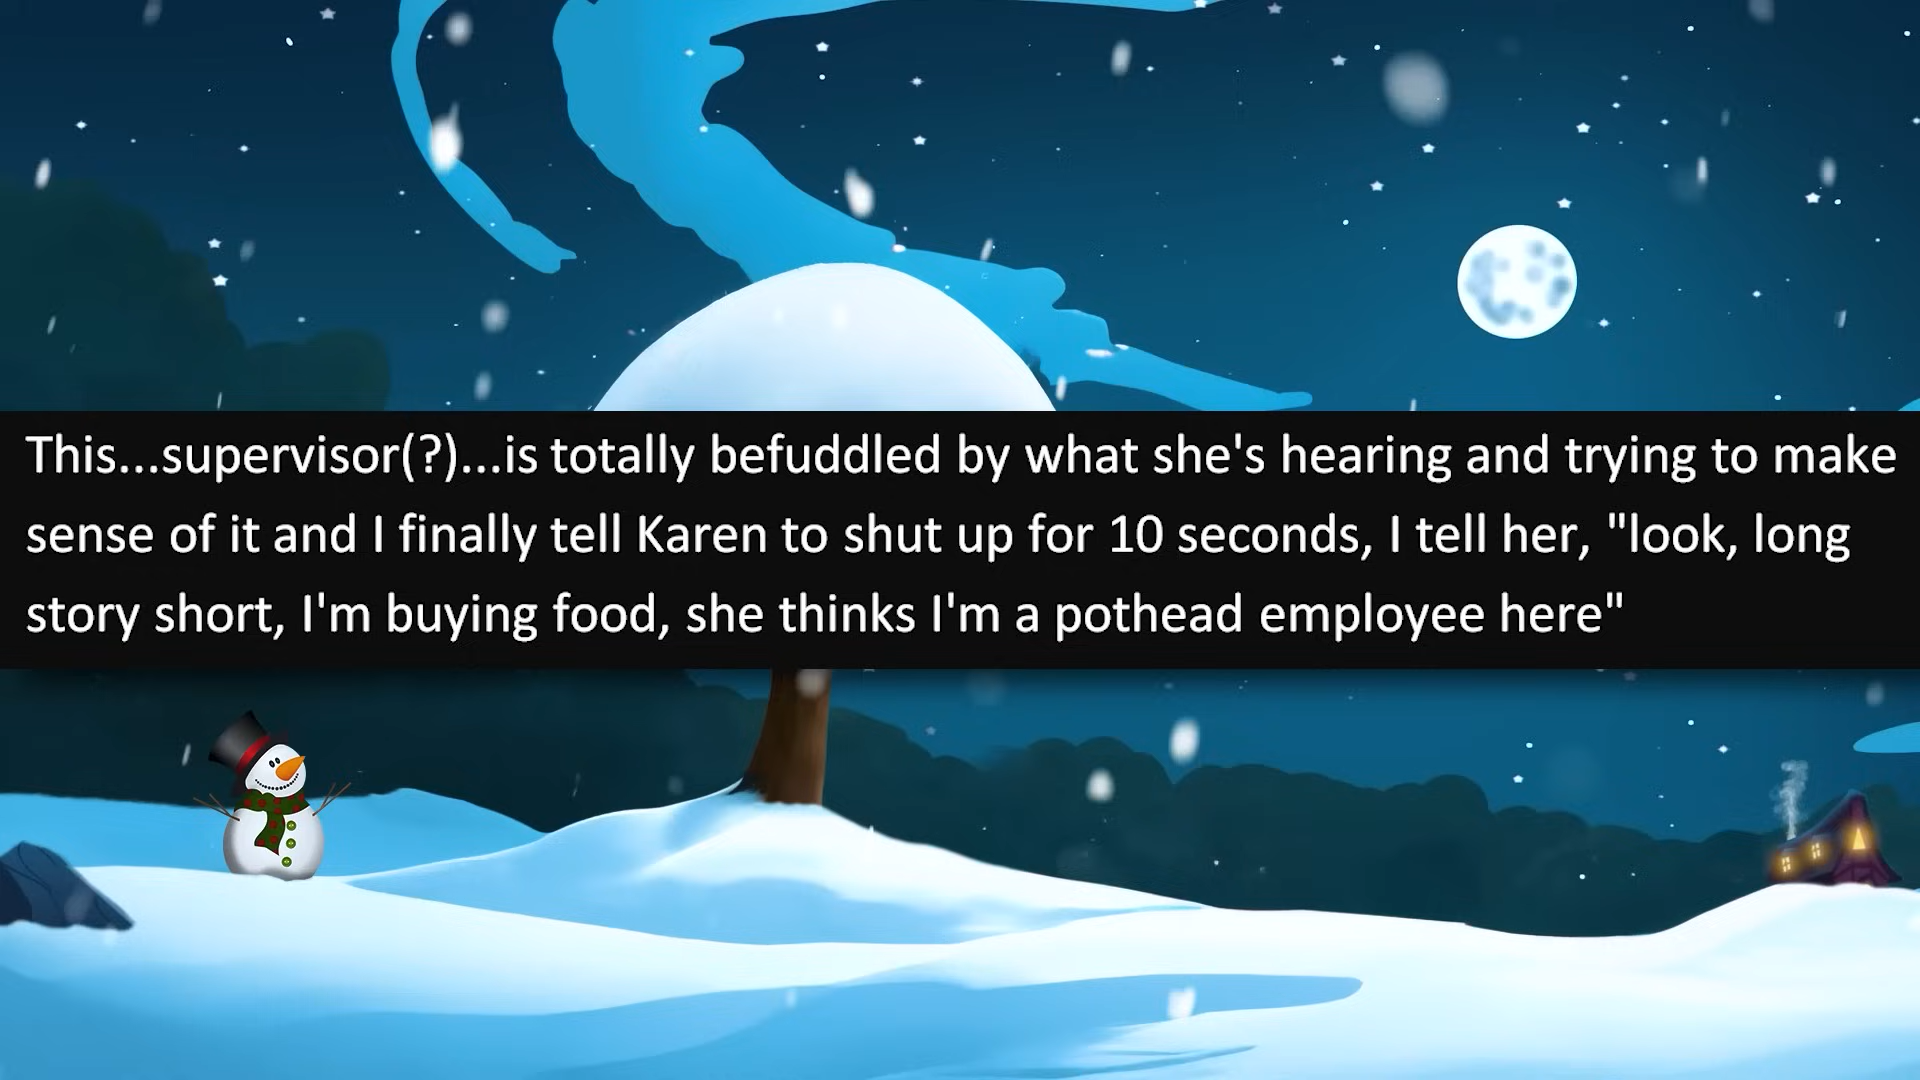 This...supervisor(?)...is totally befuddled by what she's hearing and trying to make
sense of it and I finally tell Karen to shut up for 10 seconds, I tell her, "look, long
story short, I'm buying food, she thinks I'm a pothead employee here"